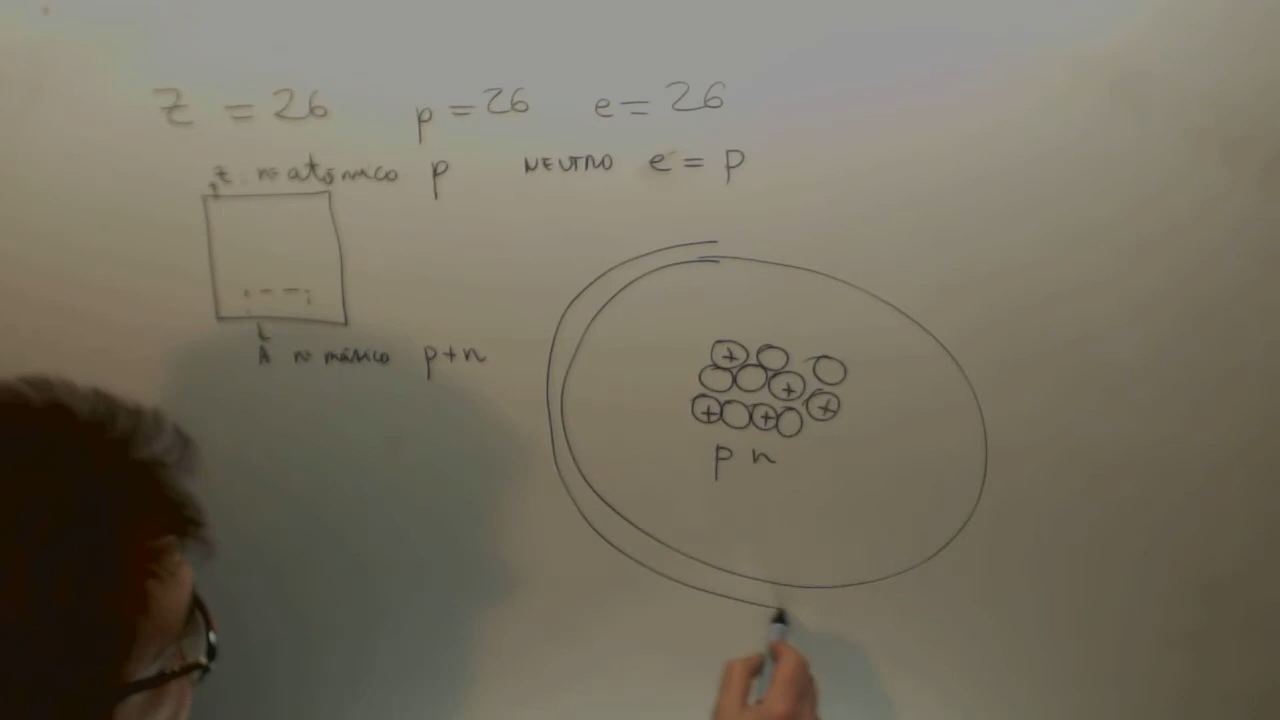 Z = 26 p = 26 e = 26
Z nº atómico p NEUTRO e = p
A nº másico p+n
+
+
+ + +
p n